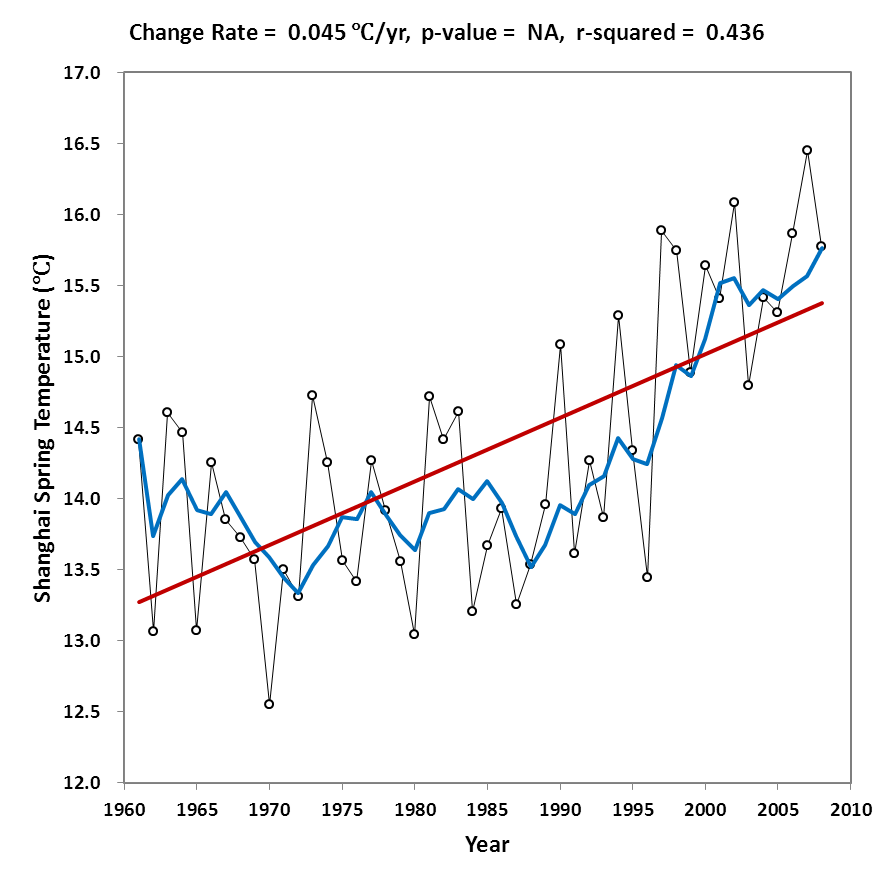 Change Rate = 0.045 ℃/yr, p-value = NA, r-squared = 0.436
17.0
16.5
16.0
15.5
15.0
14.5
14.0
13.5
13.0
12.5
12.0
Shanghai Spring Temperature (℃)
1960 1965 1970 1975 1980 1985 1990 1995 2000 2005 2010
Year